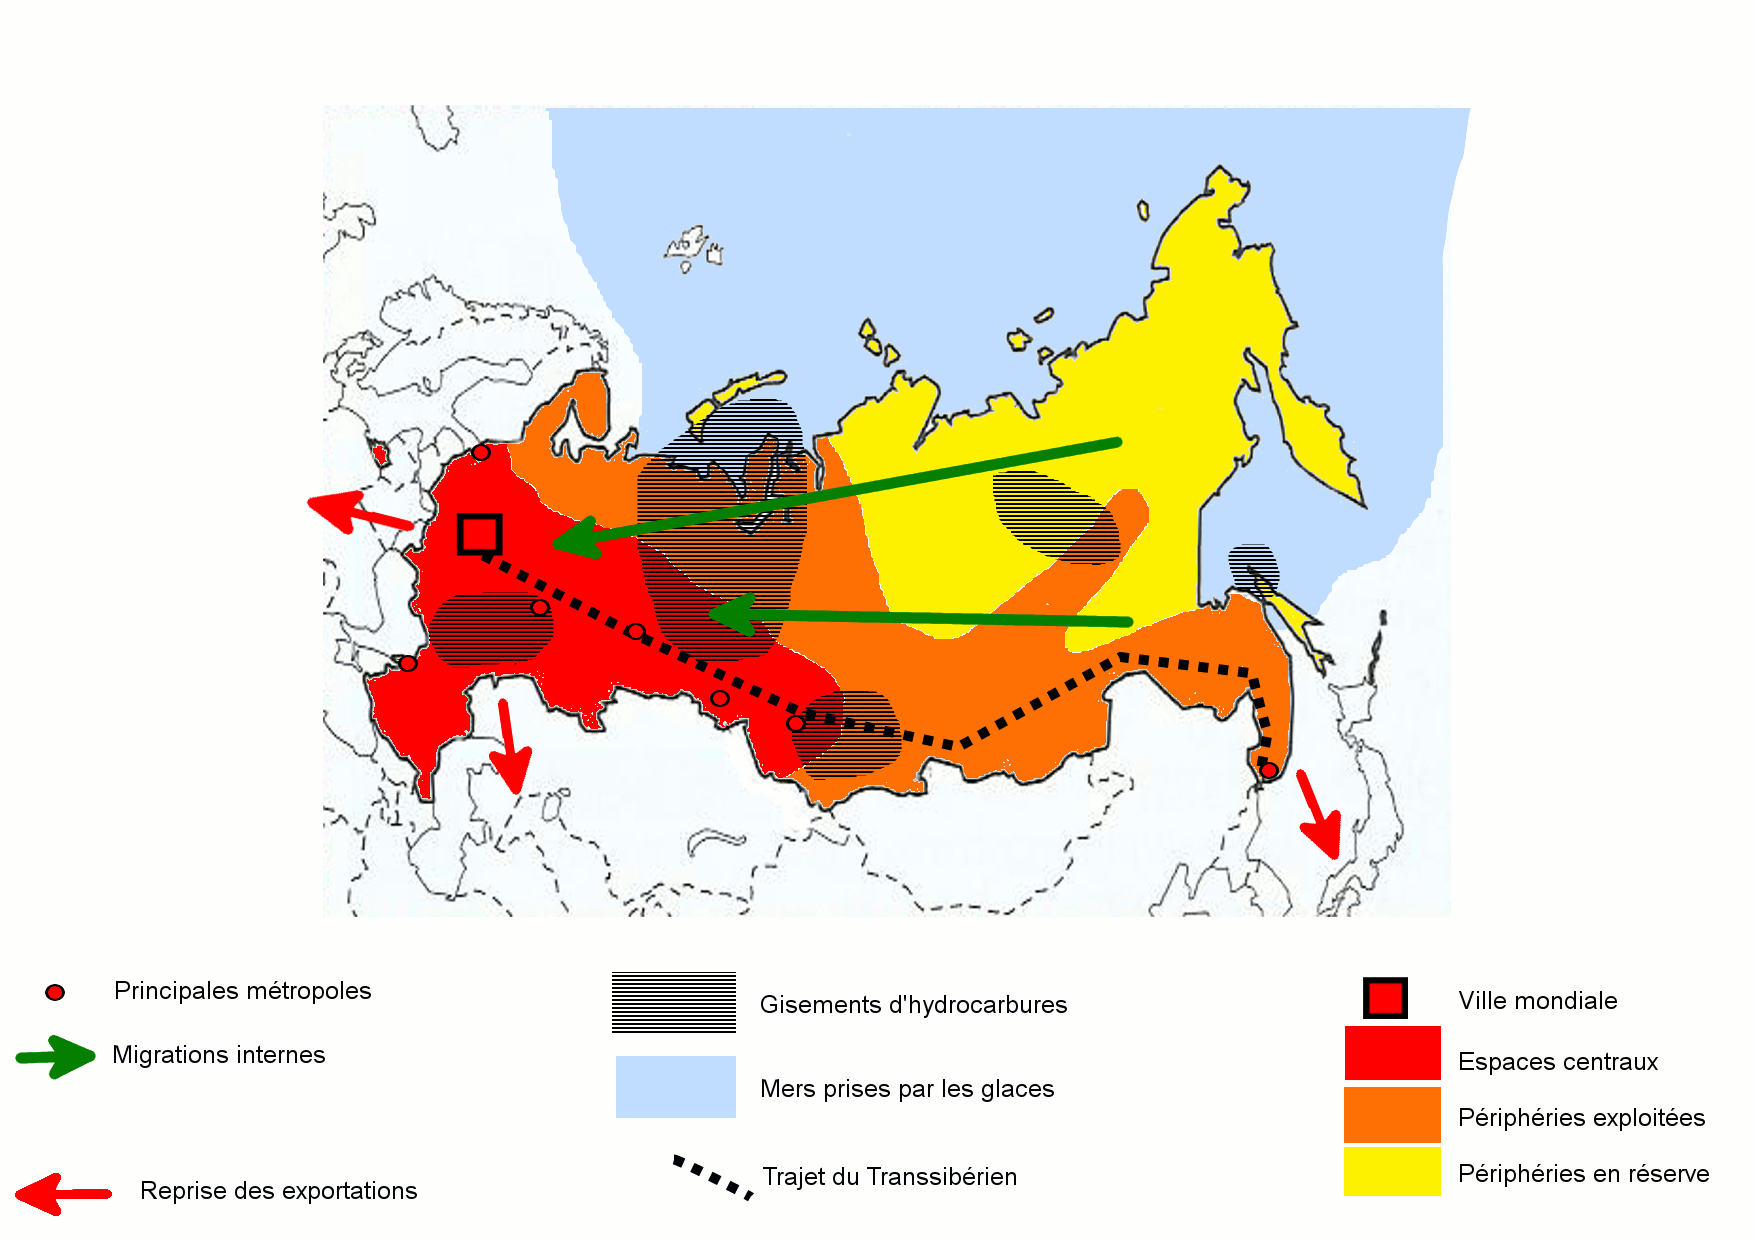 Principales métropoles
Migrations internes
Reprise des exportations
Gisements d'hydrocarbures
Mers prises par les glaces
Trajet du Transsibérien
Ville mondiale
Espaces centraux
Périphéries exploitées
Périphéries en réserve